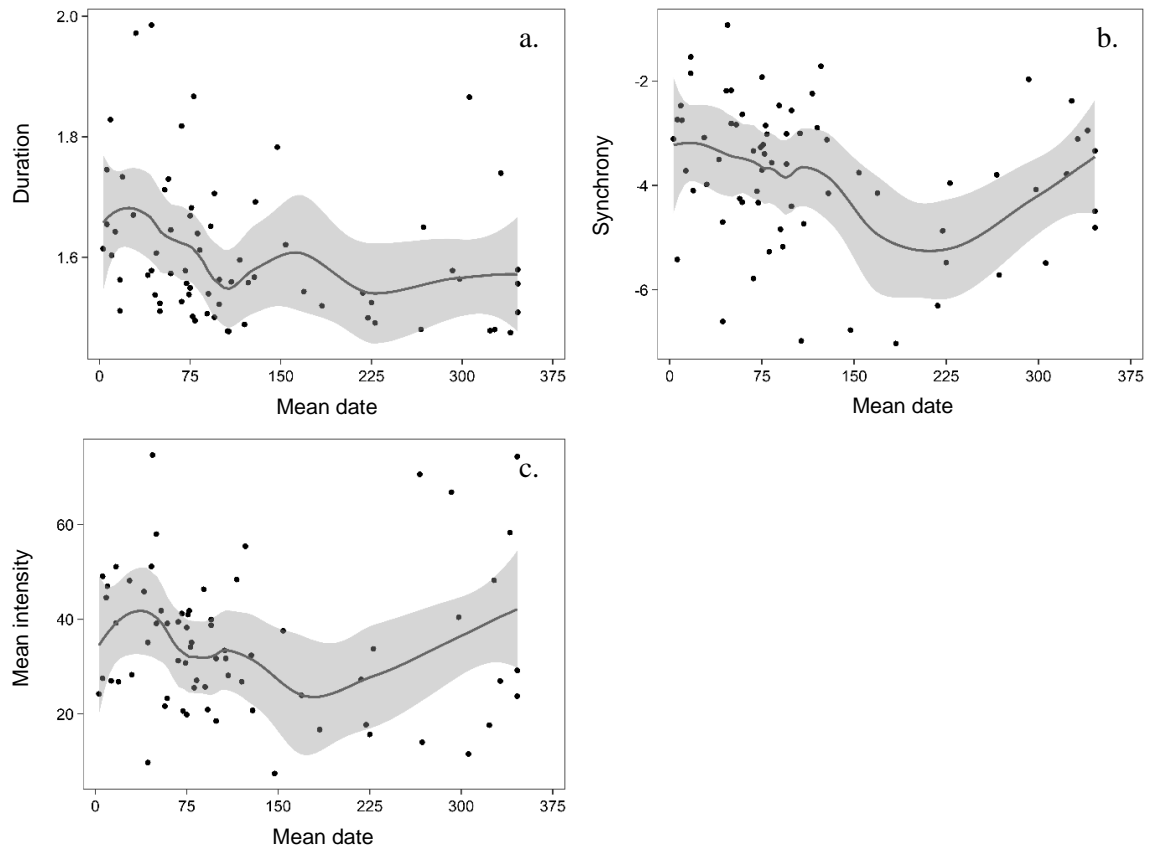 a.
2.0
1.8
1.6
Duration
0 75 150 225 300 375
Mean date
b.
-2
-4
-6
Synchrony
0 75 150 225 300 375
Mean date
c.
60
40
20
Mean intensity
0 75 150 225 300 375
Mean date